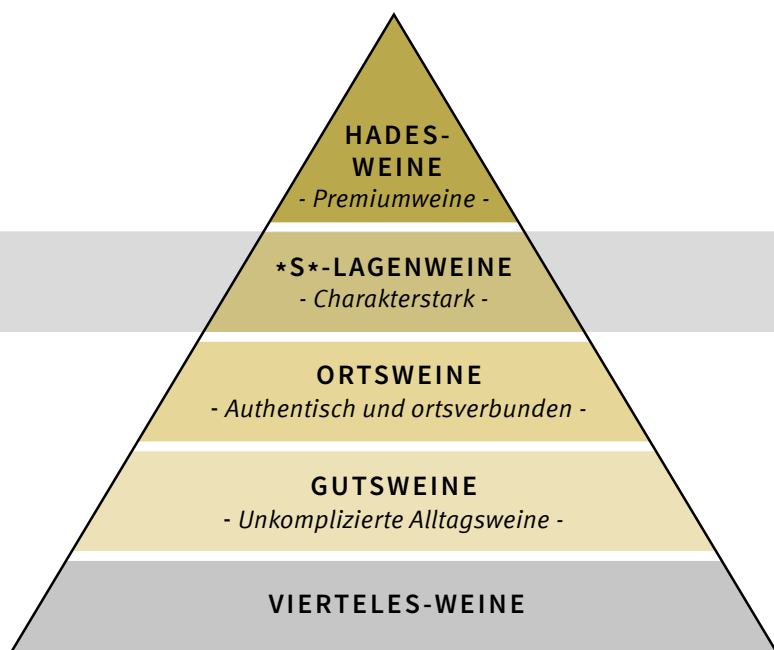 HADES-
WEINE
- Premiumweine -
*S*-LAGENWEINE
- Charakterstark -
ORTSWEINE
- Authentisch und ortsverbunden -
GUTSWEINE
- Unkomplizierte Alltagsweine -
VIERTELES-WEINE